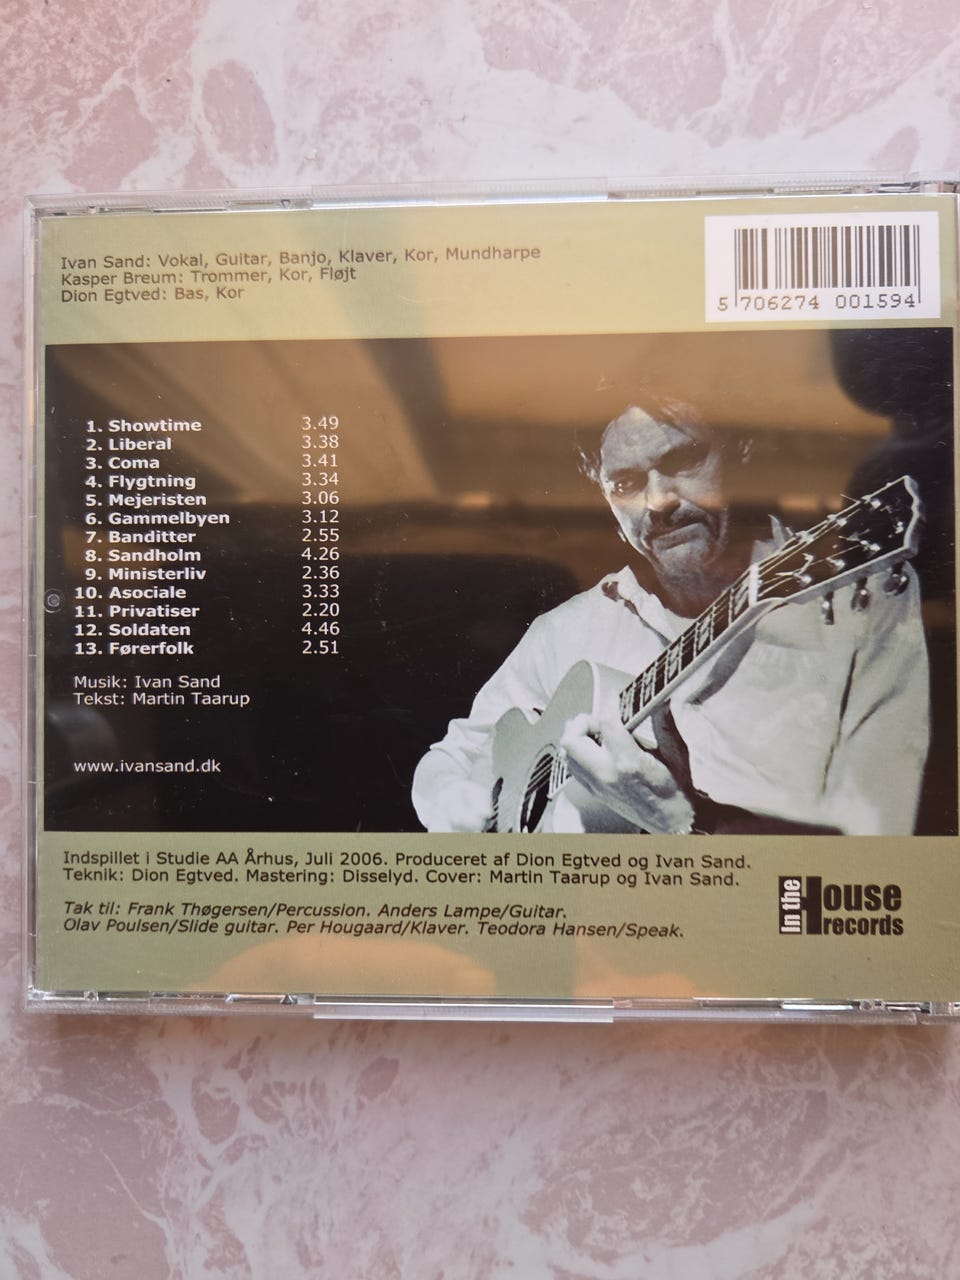 Ivan Sand: Vokal, Guitar, Banjo, Klaver, Kor, Mundharpe
Kasper Breum: Trommer, Kor, Fløjt
Dion Egtved: Bas, Kor
5 706274 001594
1. Showtime 3.49
2. Liberal 3.38
3. Coma 3.41
4. Flygtning 3.34
5. Mejeristen 3.06
6. Gammelbyen 3.12
7. Banditter 2.55
8. Sandholm 4.26
9. Ministerliv 2.36
10. Asociale 3.33
11. Privatiser 2.20
12. Soldaten 4.46
13. Førerfolk 2.51
Musik: Ivan Sand
Tekst: Martin Taarup
www.ivansand.dk
Indspillet i Studie AA Århus, Juli 2006. Produceret af Dion Egtved og Ivan Sand.
Teknik: Dion Egtved. Mastering: Disselyd. Cover: Martin Taarup og Ivan Sand.
Tak til: Frank Thøgersen/Percussion. Anders Lampe/Guitar.
Olav Poulsen/Slide guitar. Per Hougaard/Klaver. Teodora Hansen/Speak.
In the House
records